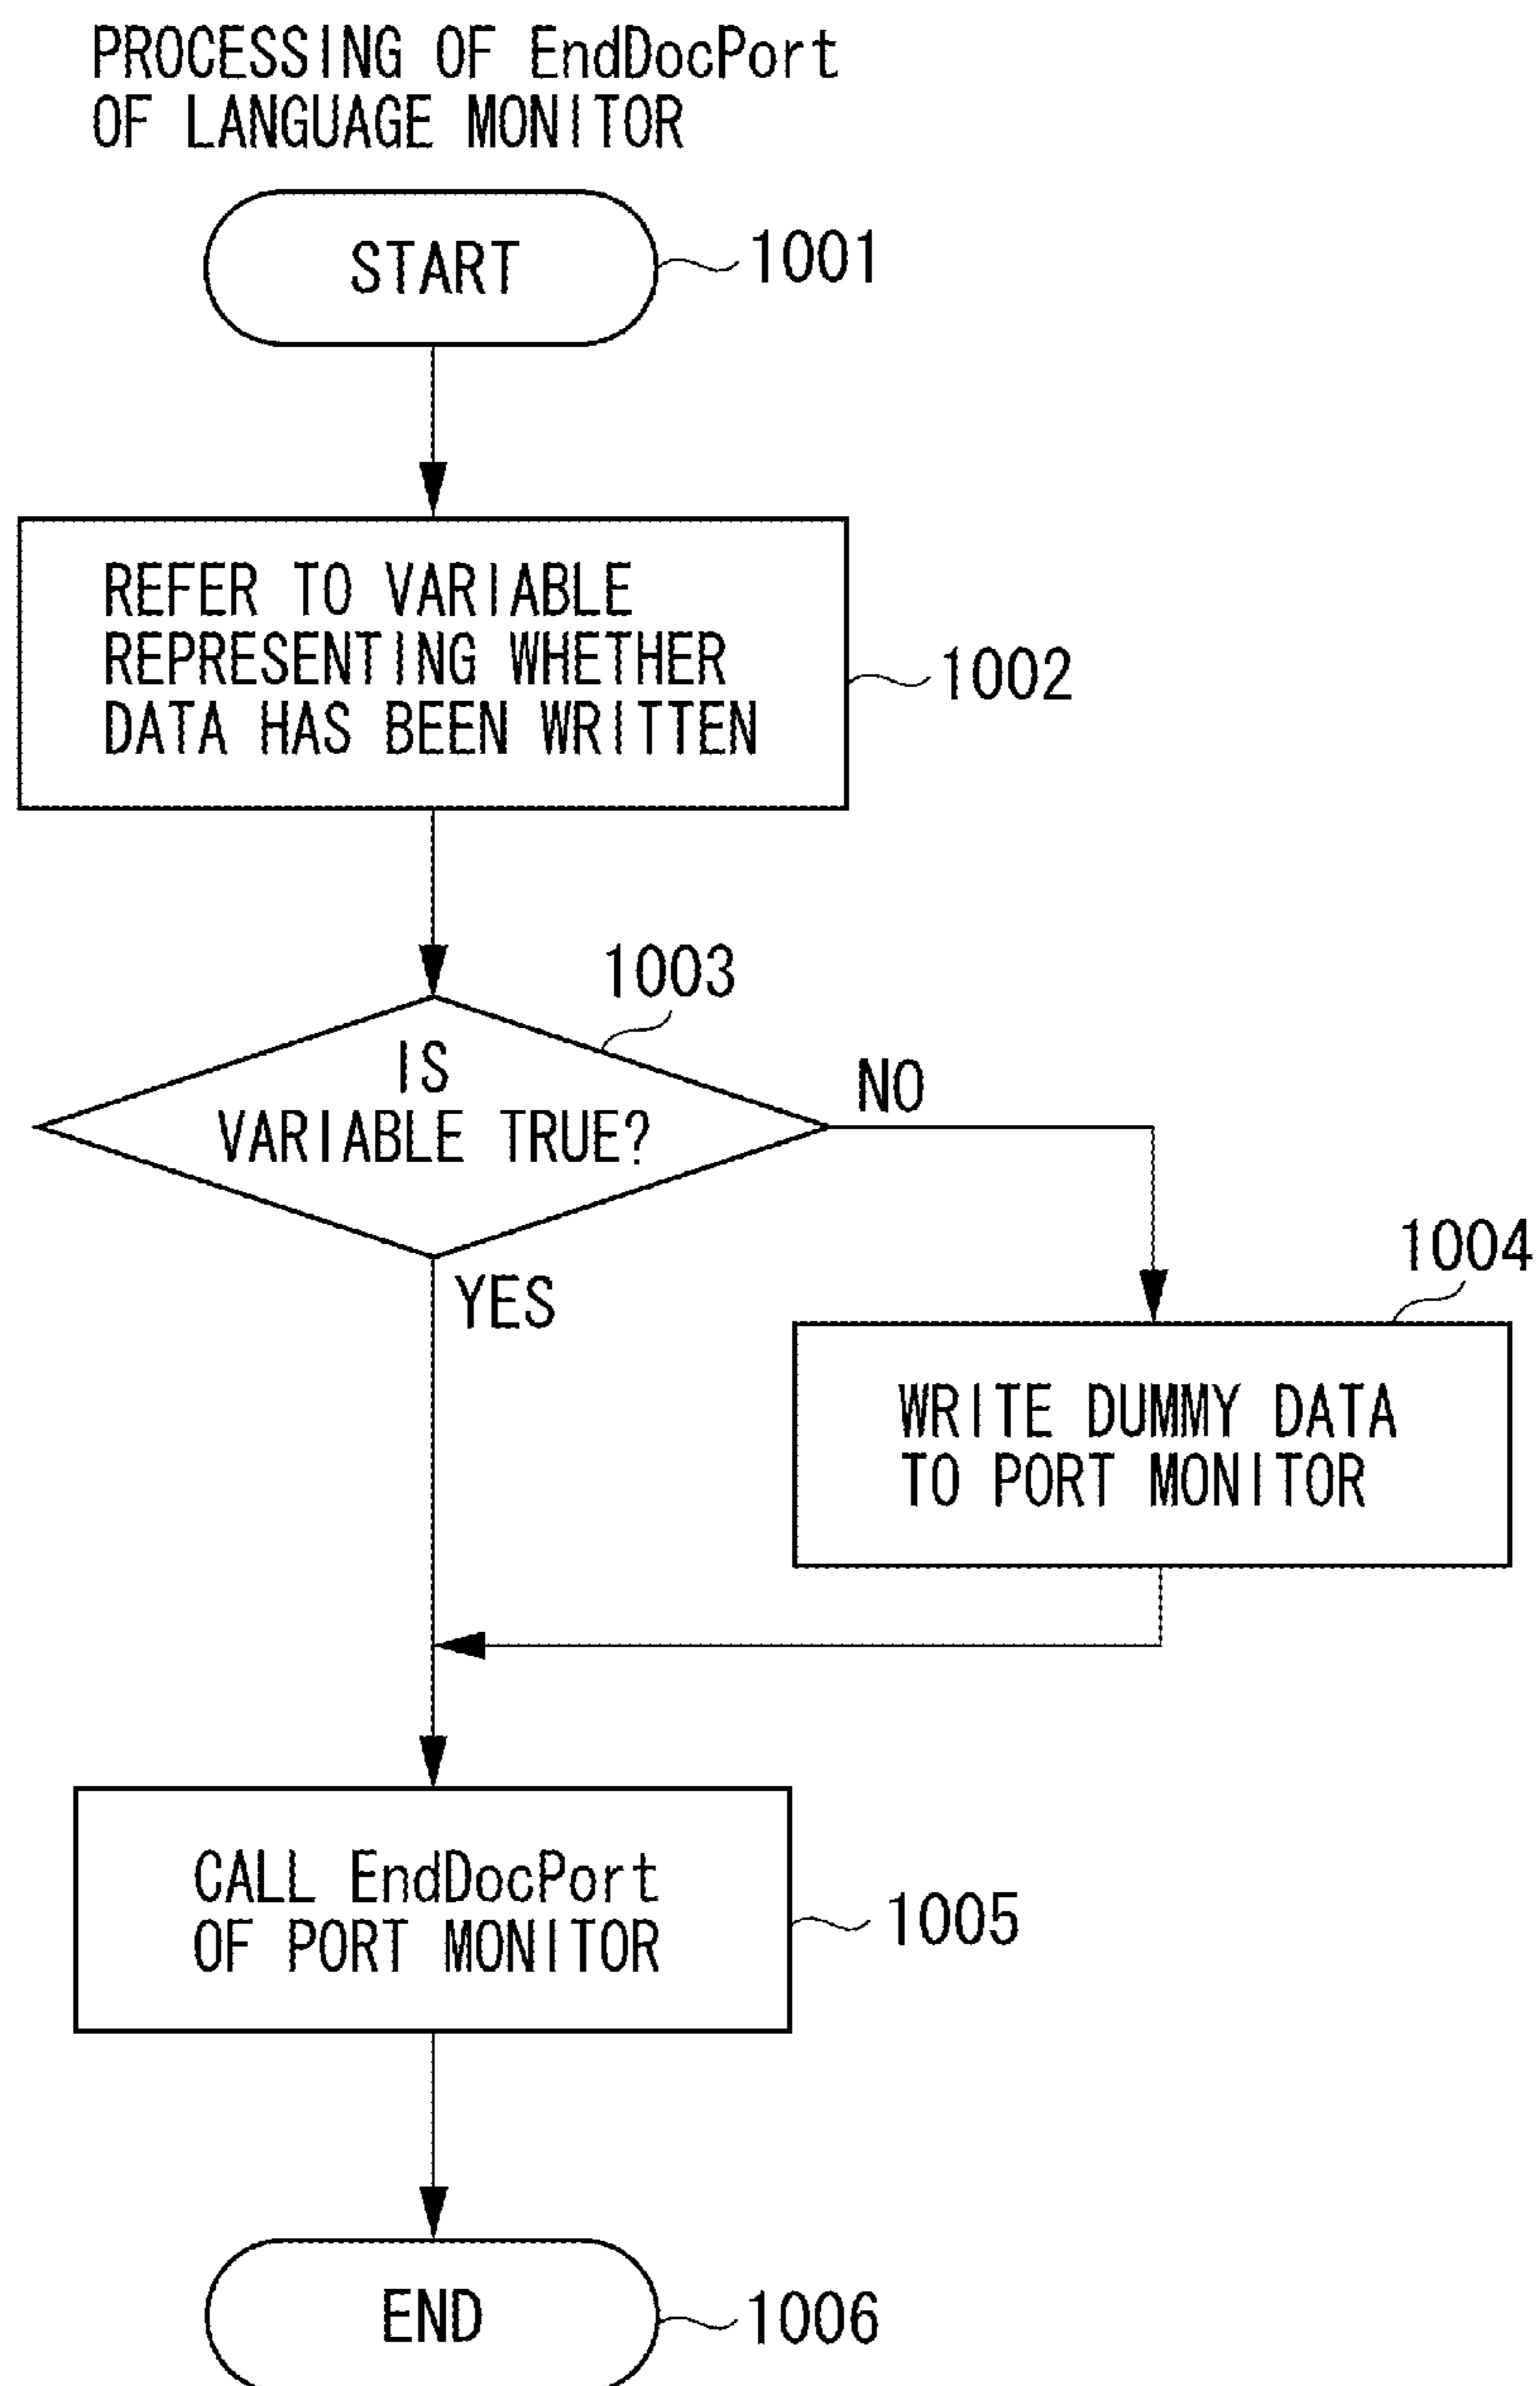 PROCESSING OF EndDocPort
OF LANGUAGE MONITOR
START
1001
REFER TO VARIABLE
REPRESENTING WHETHER
DATA HAS BEEN WRITTEN
1002
1003
IS
VARIABLE TRUE?
NO
YES
1004
WRITE DUMMY DATA
TO PORT MONITOR
CALL EndDocPort
OF PORT MONITOR
1005
END
1006